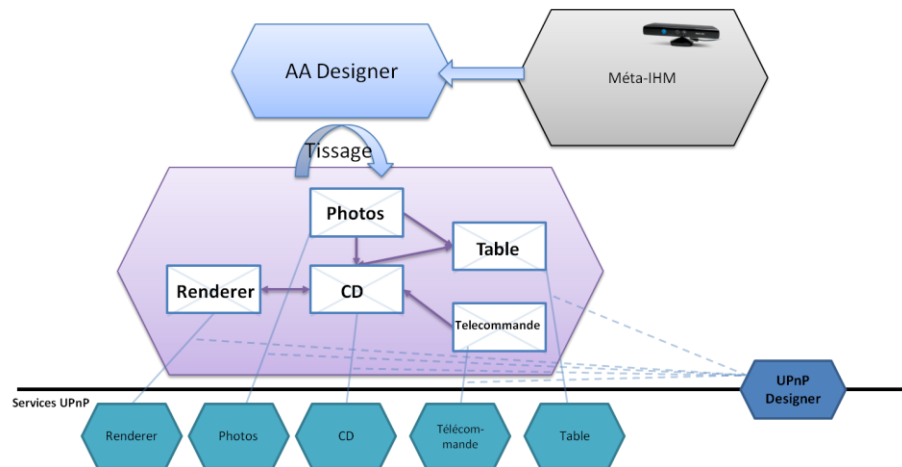 AA Designer
Méta-IHM
Tissage
Photos
Table
Renderer
CD
Telecommande
UPnP
Designer
Services UPnP
Renderer
Photos
CD
Télécom-
mande
Table